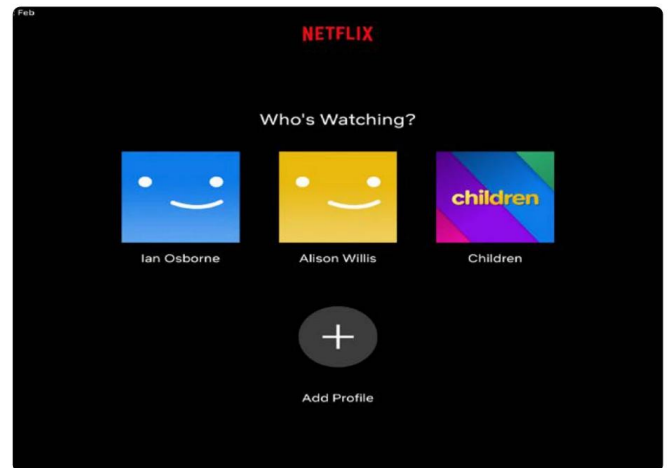 Feb
NETFLIX
Who's Watching?
children
Ian Osborne
Alison Willis
Children
Add Profile